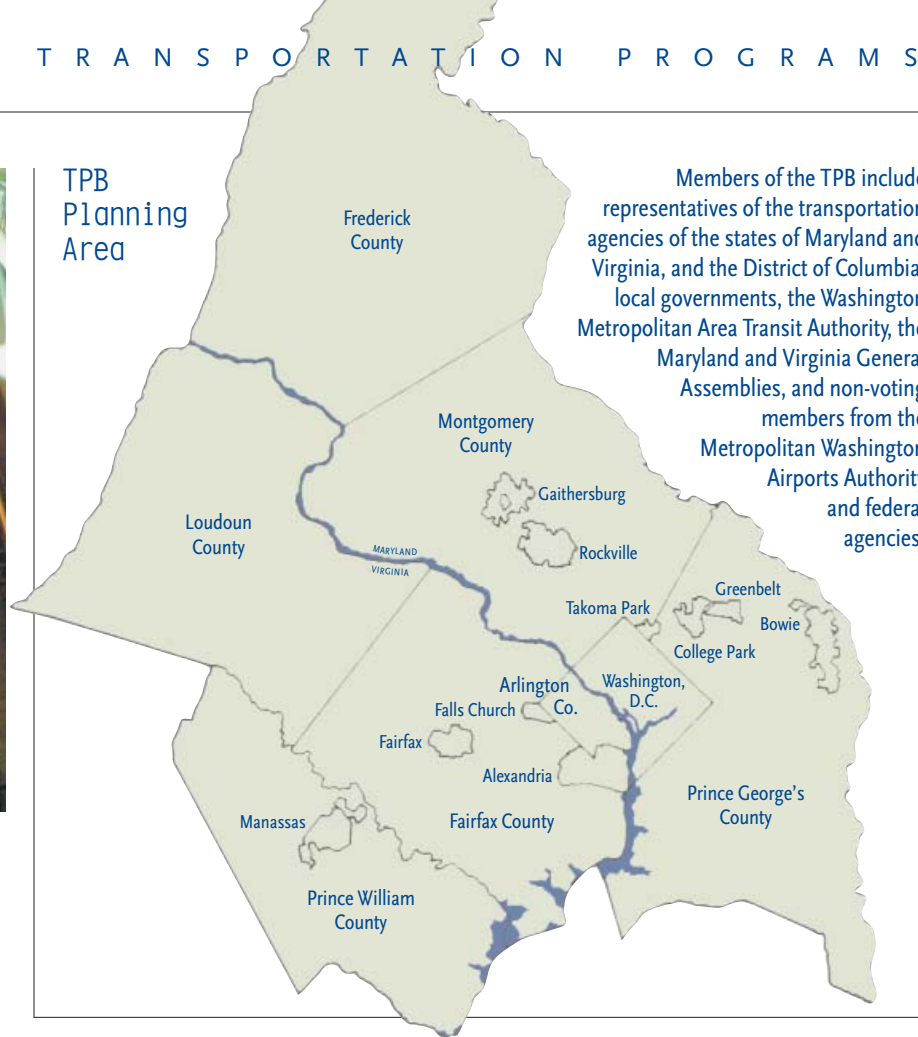 TRANSPORTATION PROGRAMS
TPB
Planning
Area
Members of the TPB include
representatives of the transportation
agencies of the states of Maryland and
Virginia, and the District of Columbia
local governments, the Washington
Metropolitan Area Transit Authority, the
Maryland and Virginia General
Assemblies, and non-voting
members from the
Metropolitan Washington
Airports Authority
and federal
agencies
Frederick
County
Montgomery
County
Gaithersburg
Rockville
Loudoun
County
MARYLAND
VIRGINIA
Takoma Park
Greenbelt
Bowie
College Park
Arlington
Co.
Washington,
D.C.
Falls Church
Fairfax
Alexandria
Prince George's
County
Manassas
Fairfax County
Prince William
County